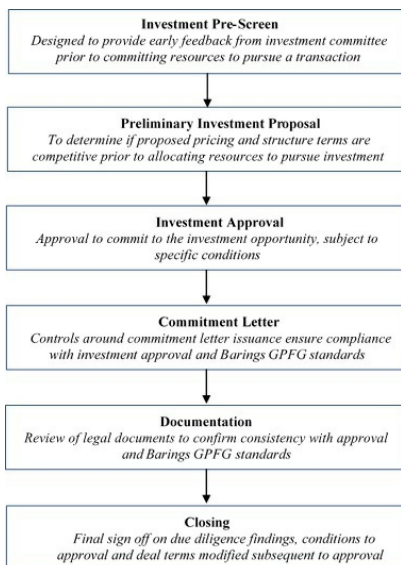 Investment Pre-Screen
Designed to provide early feedback from investment committee
prior to committing resources to pursue a transaction
Preliminary Investment Proposal
To determine if proposed pricing and structure terms are
competitive prior to allocating resources to pursue investment
Investment Approval
Approval to commit to the investment opportunity, subject to
specific conditions
Commitment Letter
Controls around commitment letter issuance ensure compliance
with investment approval and Barings GPFG standards
Documentation
Review of legal documents to confirm consistency with approval
and Barings GPFG standards
Closing
Final sign off on due diligence findings, conditions to
approval and deal terms modified subsequent to approval